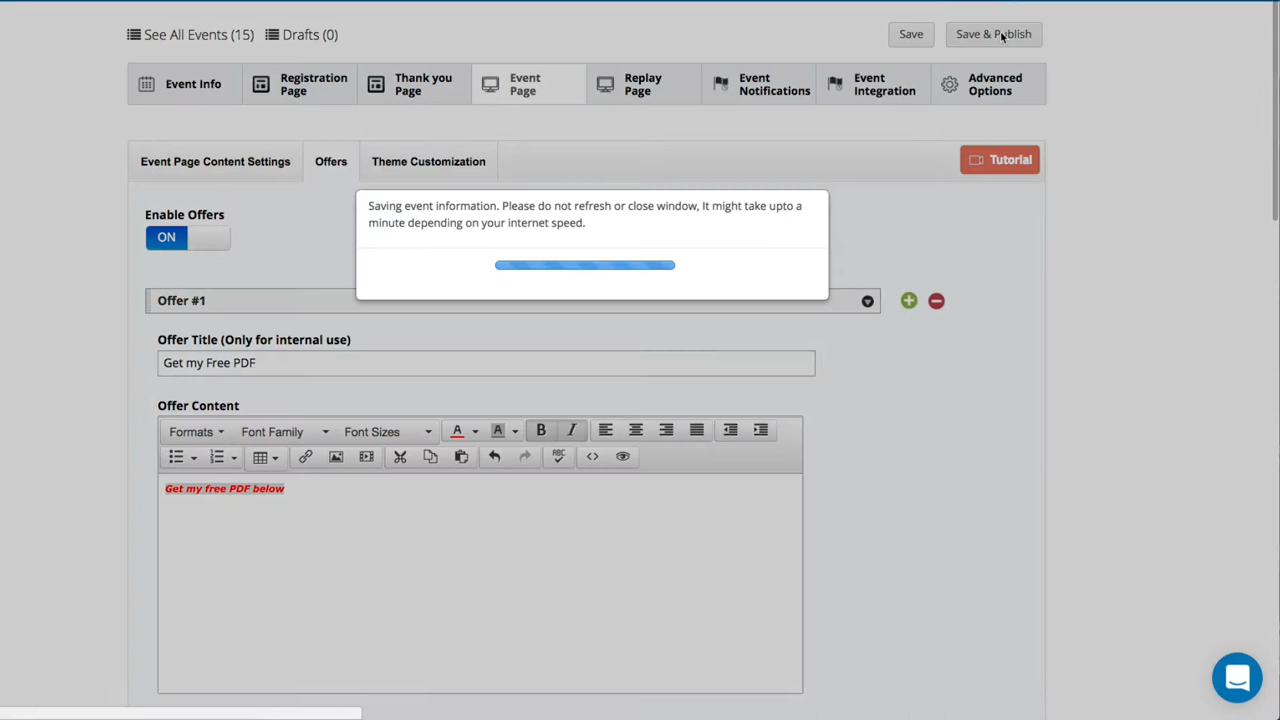 See All Events (15) Drafts (0) Save Save & Publish
Event Info Registration Page Thank you Page Event Page Replay Page Event Notifications Event Integration Advanced Options
Event Page Content Settings Offers Theme Customization Tutorial
Saving event information. Please do not refresh or close window, It might take upto a
minute depending on your internet speed.
Enable Offers
ON
Offer #1
Offer Title (Only for internal use)
Get my Free PDF
Offer Content
Formats Font Family Font Sizes A A B I
ABC
Get my free PDF below